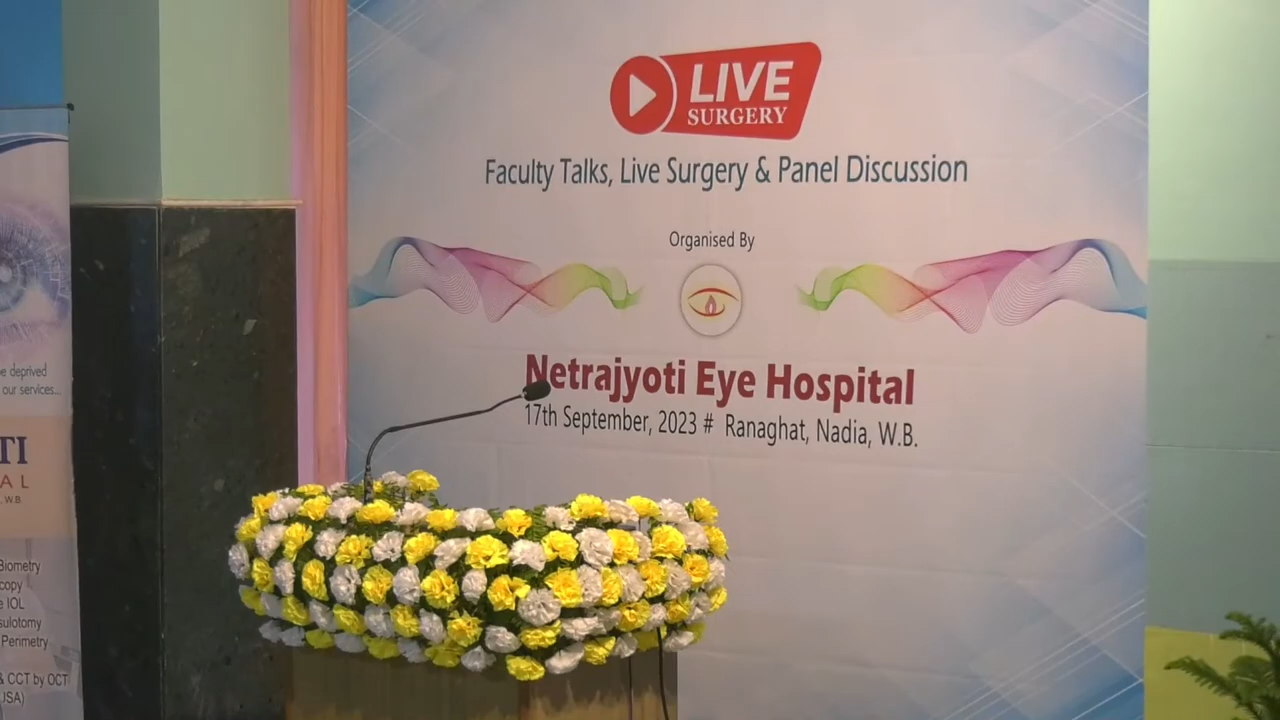 LIVE
SURGERY
Faculty Talks, Live Surgery & Panel Discussion
Organised By
Netrajyoti Eye Hospital
17th September, 2023 # Ranaghat, Nadia, W.B.
deprived
our services...
TI
AL
W.B.
Biometry
copy
IOL
sulotomy
Perimetry
& CCT by OCT